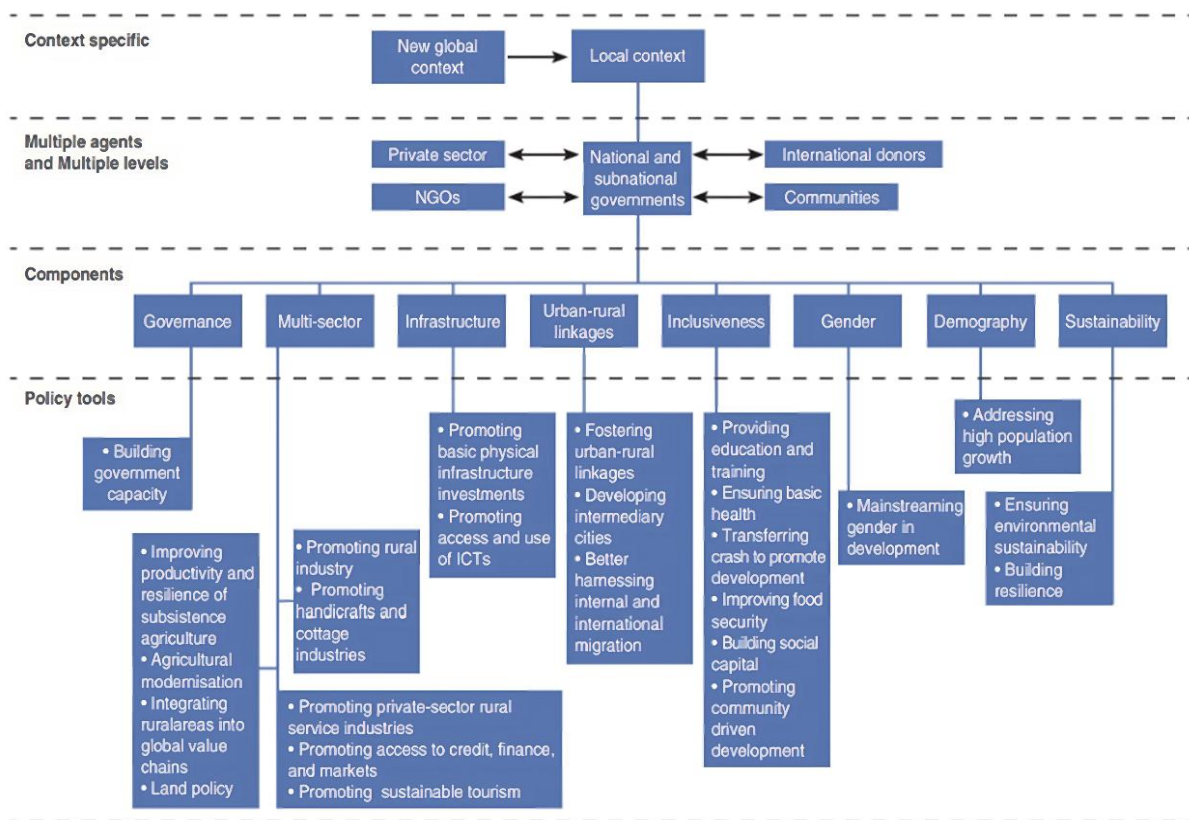 Context specific
New global
context
Local context
Multiple agents
and Multiple levels
Private sector
National and
subnational
governments
International donors
NGOs
Communities
Components
Governance
Multi-sector
Infrastructure
Urban-rural
linkages
Inclusiveness
Gender
Demography
Sustainability
Policy tools
• Building
government
capacity
• Improving
productivity and
resilience of
subsistence
agriculture
• Agricultural
modernisation
• Integrating
ruralareas into
global value
chains
• Land policy
• Promoting rural
industry
• Promoting
handicrafts and
cottage
industries
• Promoting private-sector rural
service industries
• Promoting access to credit, finance,
and markets
• Promoting sustainable tourism
• Promoting
basic physical
infrastructure
investments
• Promoting
access and use
of ICTs
• Fostering
urban-rural
linkages
• Developing
intermediary
cities
• Better
harnessing
internal and
international
migration
• Providing
education and
training
• Ensuring basic
health
• Transferring
crash to promote
development
• Improving food
security
• Building social
capital
• Promoting
community
driven
development
• Mainstreaming
gender in
development
• Addressing
high population
growth
• Ensuring
environmental
sustainability
• Building
resilience